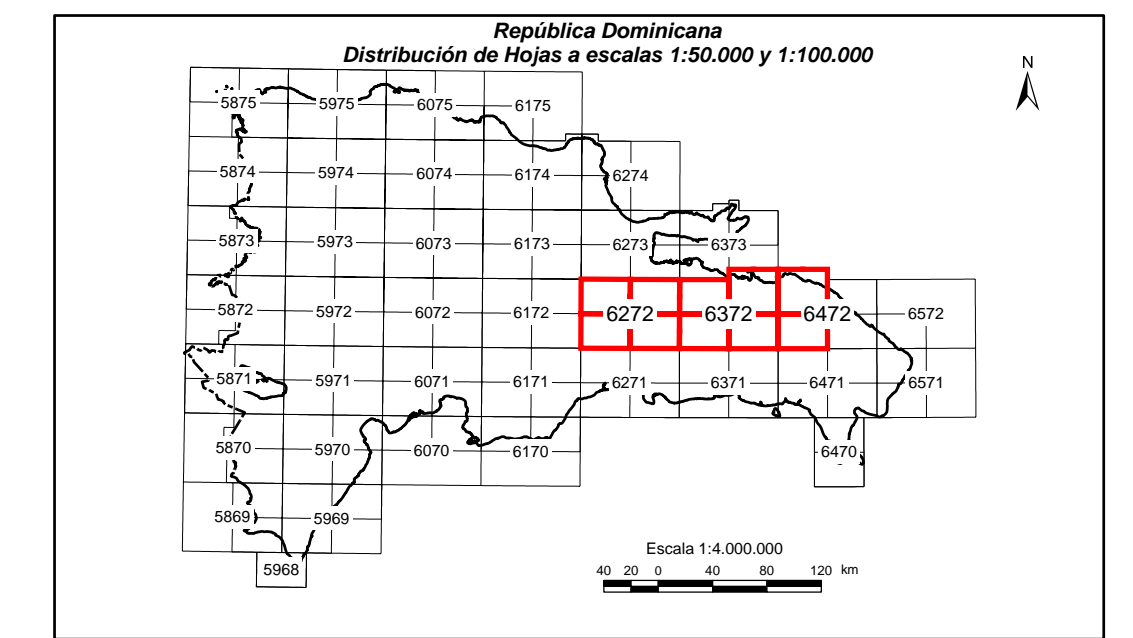 República Dominicana
Distribución de Hojas a escalas 1:50.000 y 1:100.000
N
5875 5975 6075 6175
5874 5974 6074 6174 6274
5873 5973 6073 6173 6273 6373
5872 5972 6072 6172 6272 6372 6472 6572
5871 5971 6071 6171 6271 6371 6471 6571
5870 5970 6070 6170 6470
5869 5969
5968
Escala 1:4.000.000
40 20 0 40 80 120 km